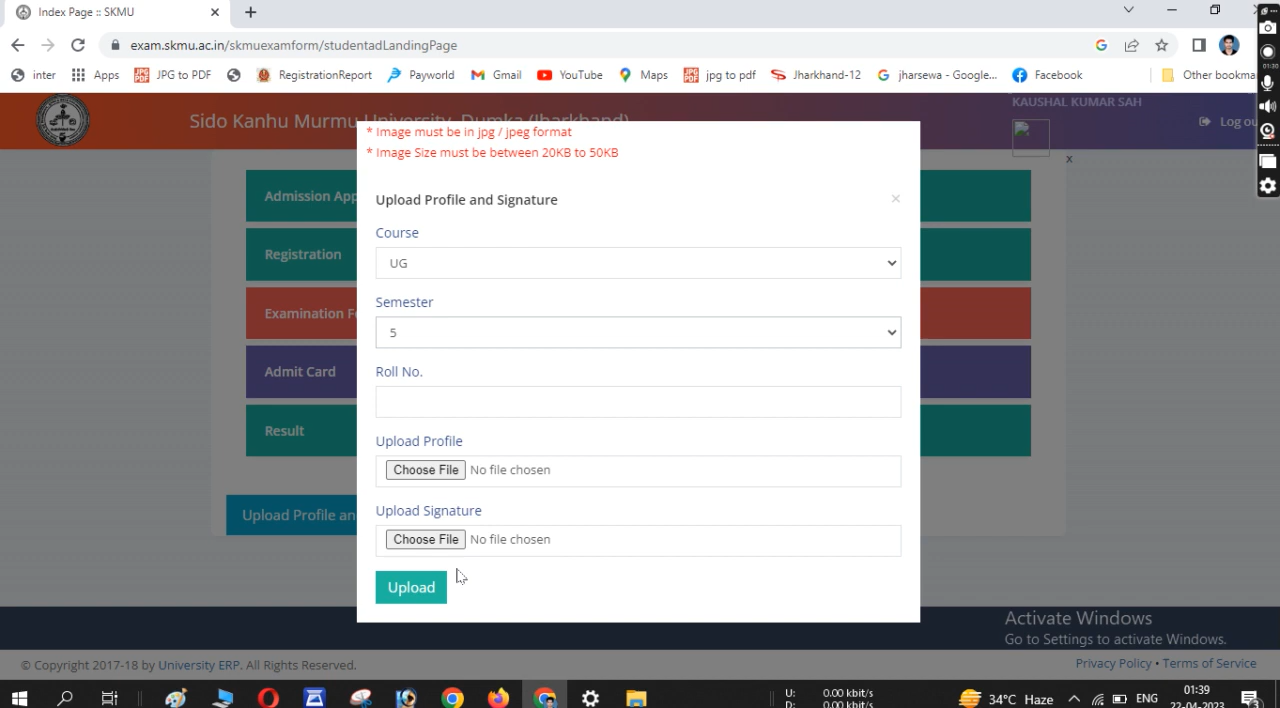 Index Page :: SKMU
exam.skmu.ac.in/skmuexamform/studentadLandingPage
inter Apps JPG to PDF RegistrationReport Payworld Gmail YouTube Maps jpg to pdf Jharkhand-12 jharsewa - Google... Facebook Other bookma
KAUSHAL KUMAR SAH
Sido Kanhu Murmu University, Dumka (Jharkhand)
Log ou
01:20
* Image must be in jpg / jpeg format
* Image Size must be between 20KB to 50KB
x
Upload Profile and Signature
×
Admission App
Course
UG
Registration
Semester
Examination Fo
5
Admit Card
Roll No.
Result
Upload Profile
Choose File No file chosen
Upload Signature
Upload Profile an
Choose File No file chosen
Upload
Activate Windows
Go to Settings to activate Windows.
© Copyright 2017-18 by University ERP. All Rights Reserved.
Privacy Policy • Terms of Service
U: 0.00 kbit/s
D: 0.00 kbit/s
34°C Haze
ENG
01:39
22-04-2023
3